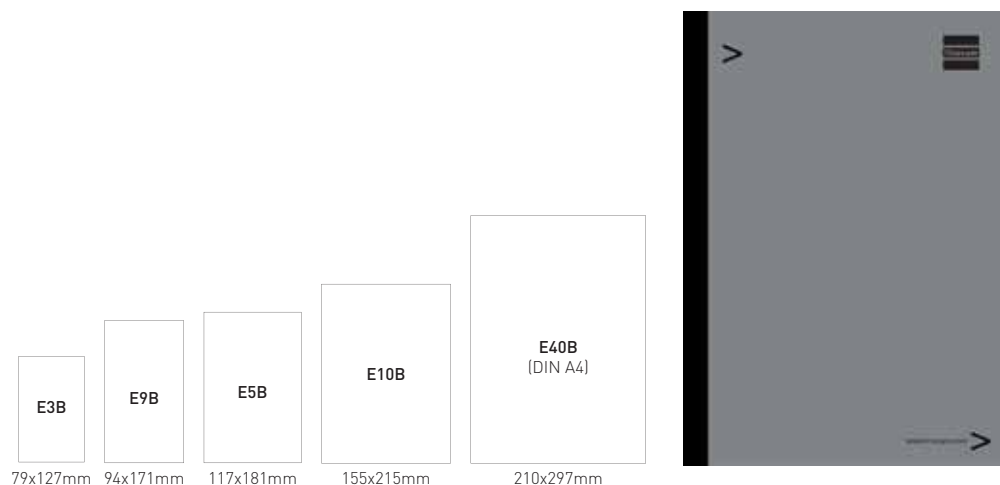 E3B
79x127mm
E9B
94x171mm
E5B
117x181mm
E10B
155x215mm
E40B
(DIN A4)
210x297mm
>
>